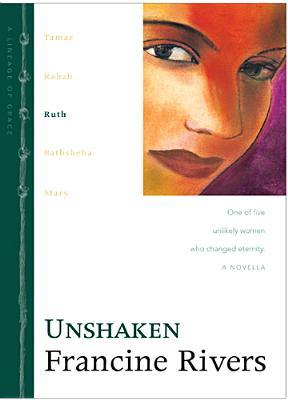 A LINEAGE OF GRACE
Tamar
Rahab
Ruth
Bathsheba
Mary
One of five
unlikely women
who changed eternity.
A NOVELLA
UNSHAKEN
Francine Rivers